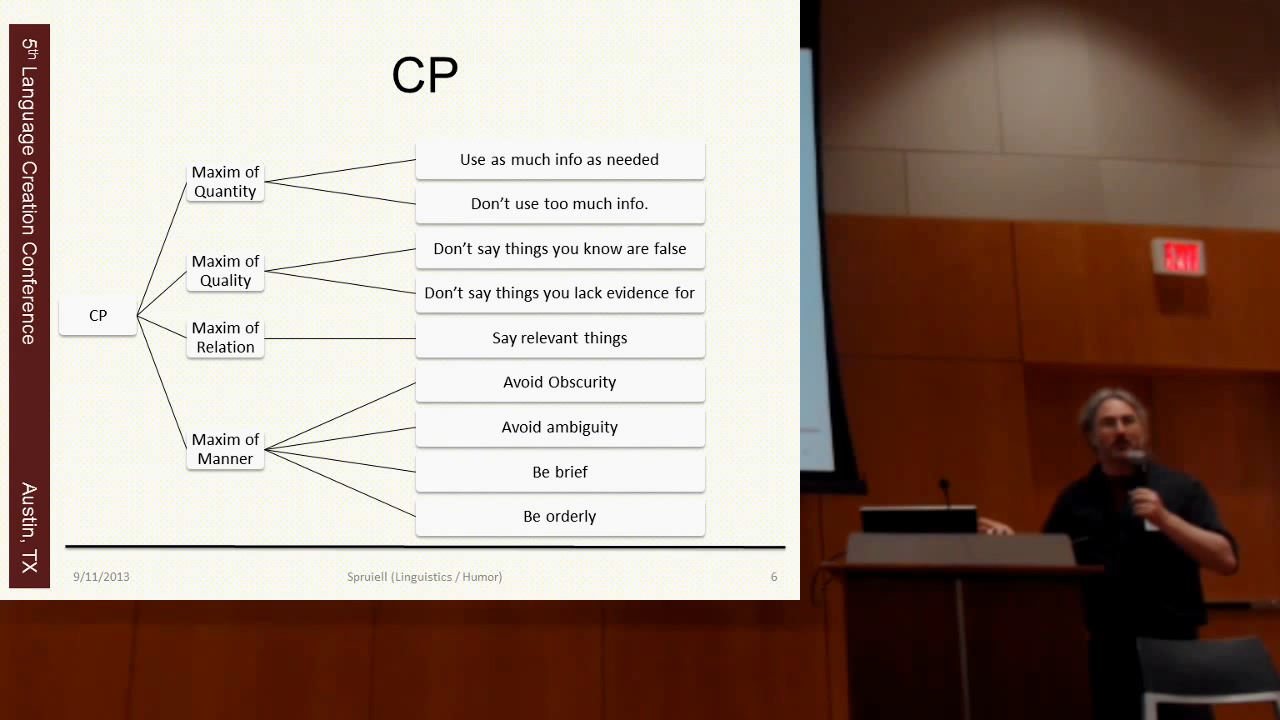 5th Language Creation Conference
Austin, TX
CP
CP
Maxim of
Quantity
Use as much info as needed
Don't use too much info.
Maxim of
Quality
Don't say things you know are false
Don't say things you lack evidence for
Maxim of
Relation
Say relevant things
Maxim of
Manner
Avoid Obscurity
Avoid ambiguity
Be brief
Be orderly
9/11/2013
Spruiell (Linguistics / Humor)
6
EXIT